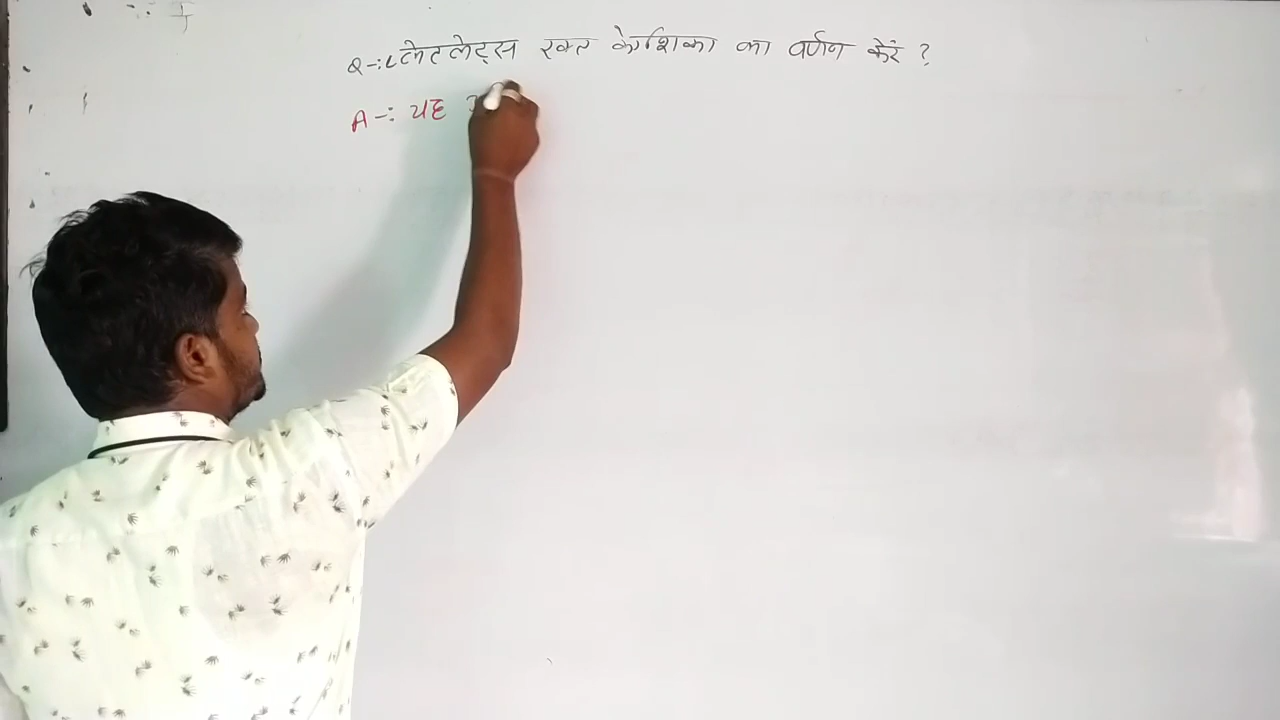 Q-: प्लेटलेट्स रक्त कोशिका का वर्णन करें ?
A-: यह